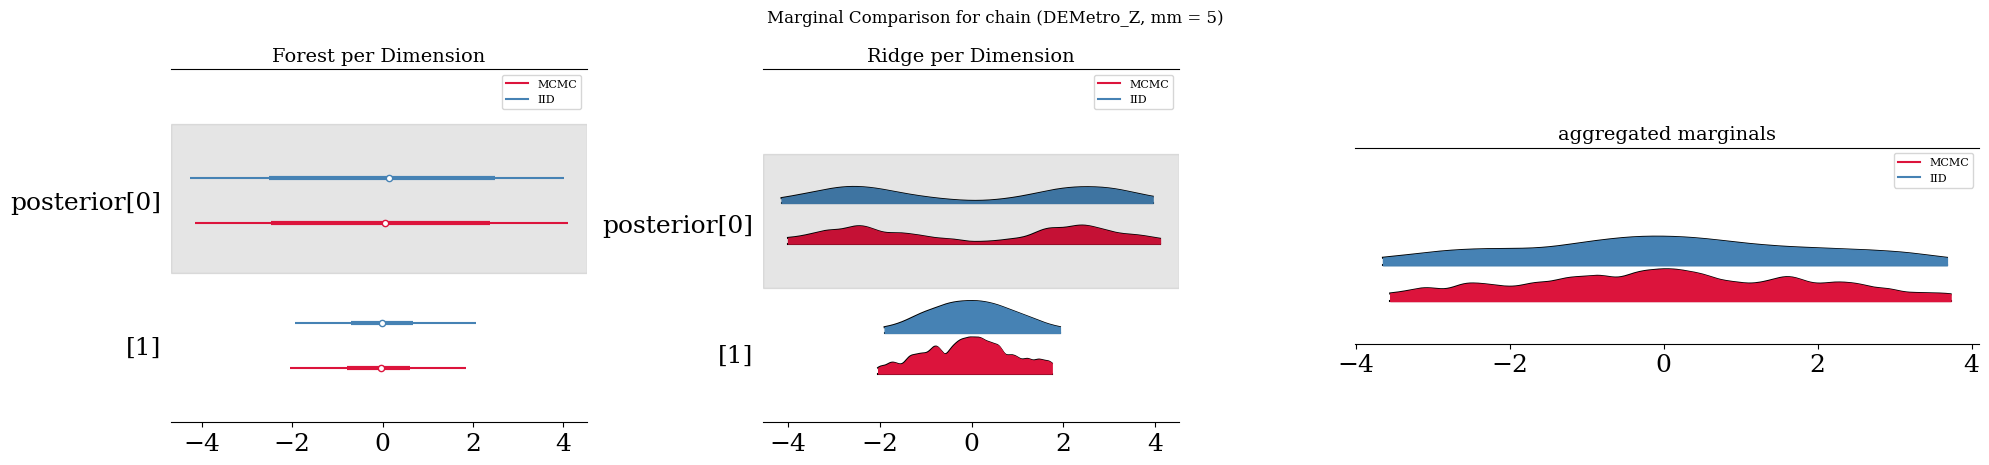 Marginal Comparison for chain (DEMetro_Z, mm = 5)
Forest per Dimension
MCMC
IID
posterior[0]
[1]
−4 −2 0 2 4
Ridge per Dimension
MCMC
IID
posterior[0]
[1]
−4 −2 0 2 4
aggregated marginals
MCMC
IID
−4 −2 0 2 4